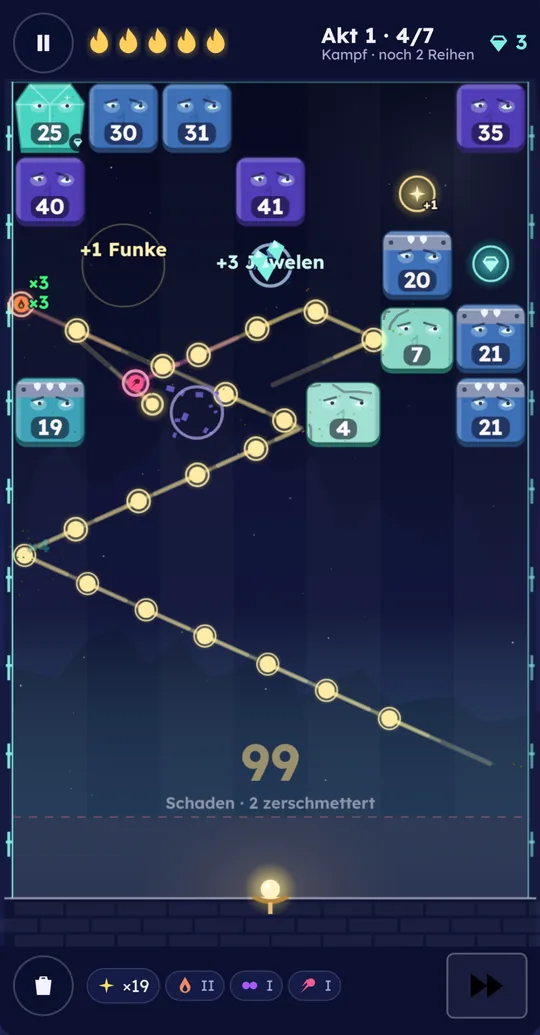 Akt 1 · 4/7
Kampf · noch 2 Reihen
3
25
30
31
35
40
41
+1
+1 Funke
+3 Juwelen
20
×3
×3
7
21
19
4
21
99
Schaden · 2 zerschmettert
×19
II
I
I